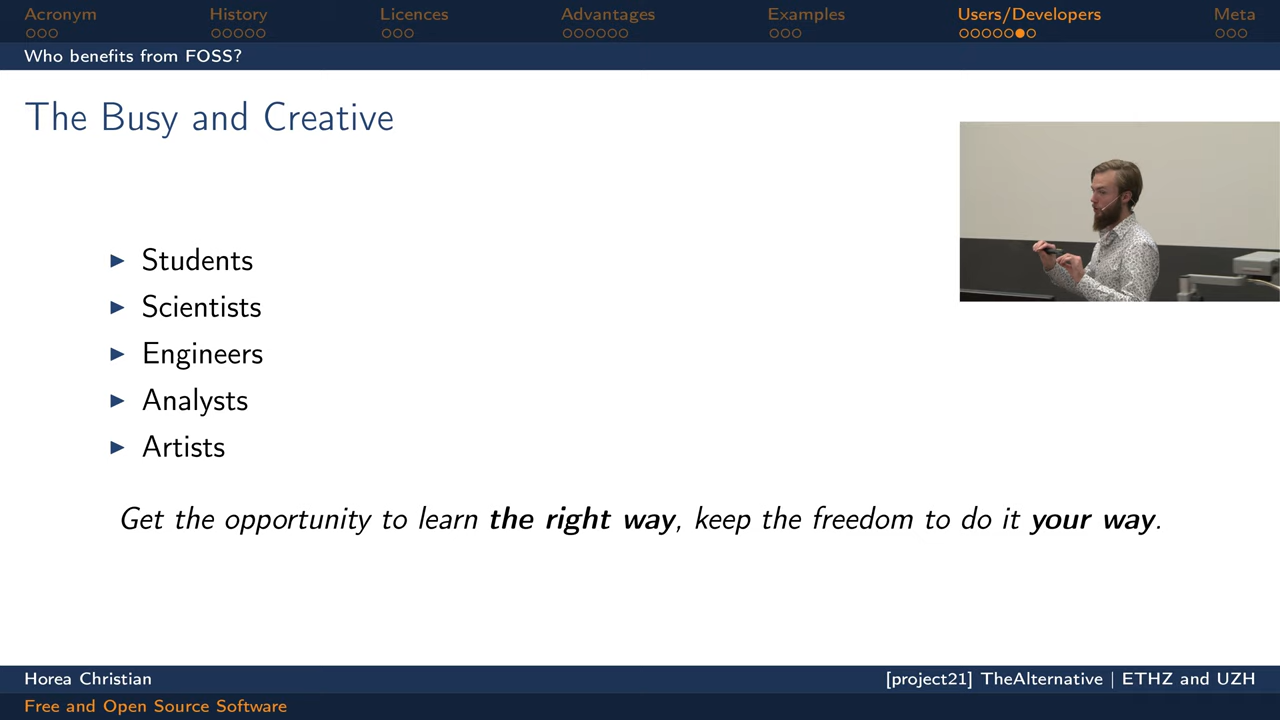 Acronym History Licences Advantages Examples Users/Developers Meta
Who benefits from FOSS?
The Busy and Creative
Students
Scientists
Engineers
Analysts
Artists
Get the opportunity to learn the right way, keep the freedom to do it your way.
Horea Christian [project21] TheAlternative | ETHZ and UZH
Free and Open Source Software